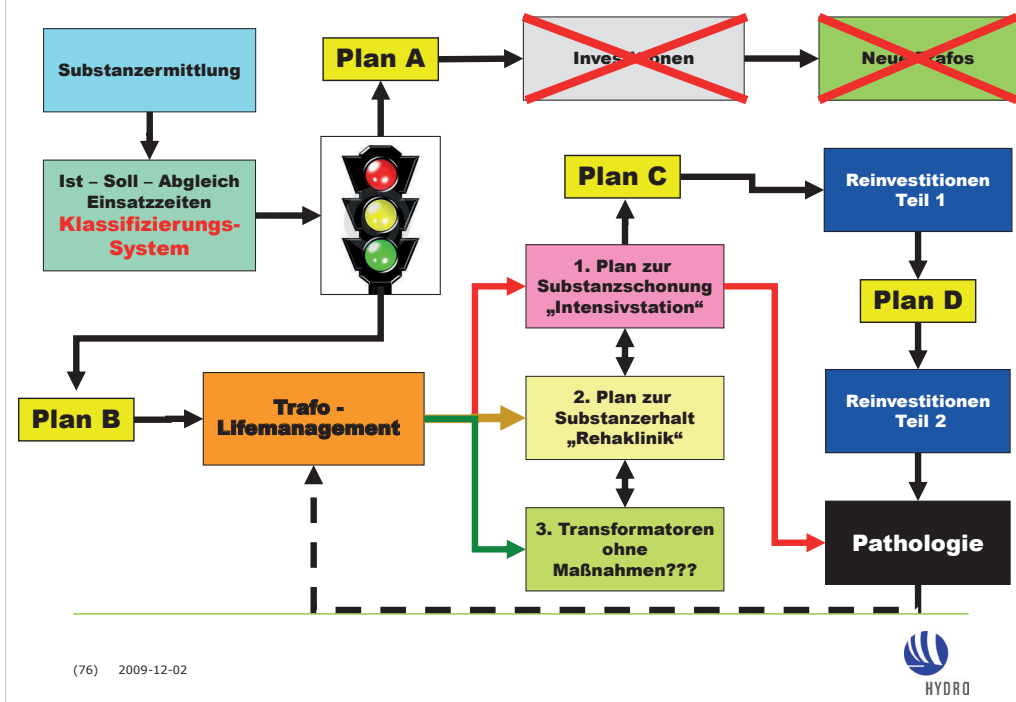 Substanzermittlung
Plan A
Ist – Soll – Abgleich
Einsatzzeiten
Klassifizierungs-
System
Plan B
Trafo -
Lifemanagement
1. Plan zur
Substanzschonung
„Intensivstation“
2. Plan zur
Substanzerhalt
„Rehaklinik“
3. Transformatoren
ohne
Maßnahmen???
Plan C
Reinvestitionen
Teil 1
Plan D
Reinvestitionen
Teil 2
Pathologie
(76) 2009-12-02
HYDRO